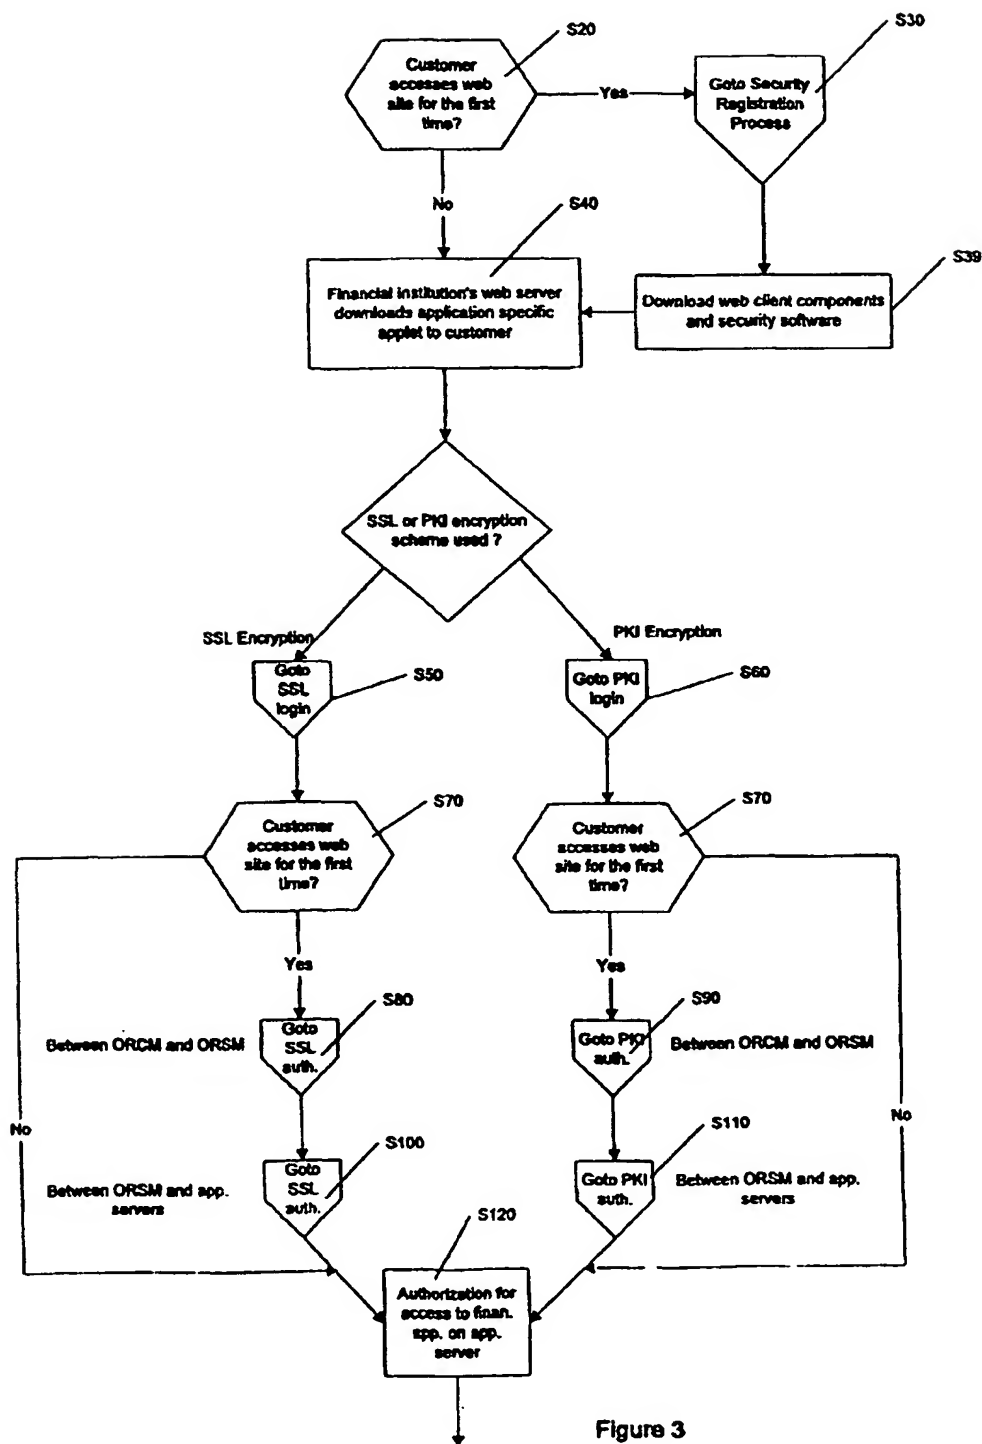 S20
S30
Customer
accesses web
site for the first
time?
Yes
Goto Security
Registration
Process
No
S40
S39
Financial institution's web server
downloads application specific
applet to customer
Download web client components
and security software
SSL or PKI encryption
scheme used ?
SSL Encryption
PKI Encryption
Goto
SSL
login
S50
Goto PKI
login
S60
S70
S70
Customer
accesses web
site for the first
time?
Customer
accesses web
site for the first
time?
Yes
Yes
S80
S90
Between ORCM and ORSM
Goto
SSL
auth.
Goto PKI
auth.
Between ORCM and ORSM
No
No
S100
S110
Between ORSM and app.
servers
Goto
SSL
auth.
Goto PKI
auth.
Between ORSM and app.
servers
S120
Authorization for
access to finan.
app. on app.
server
Figure 3